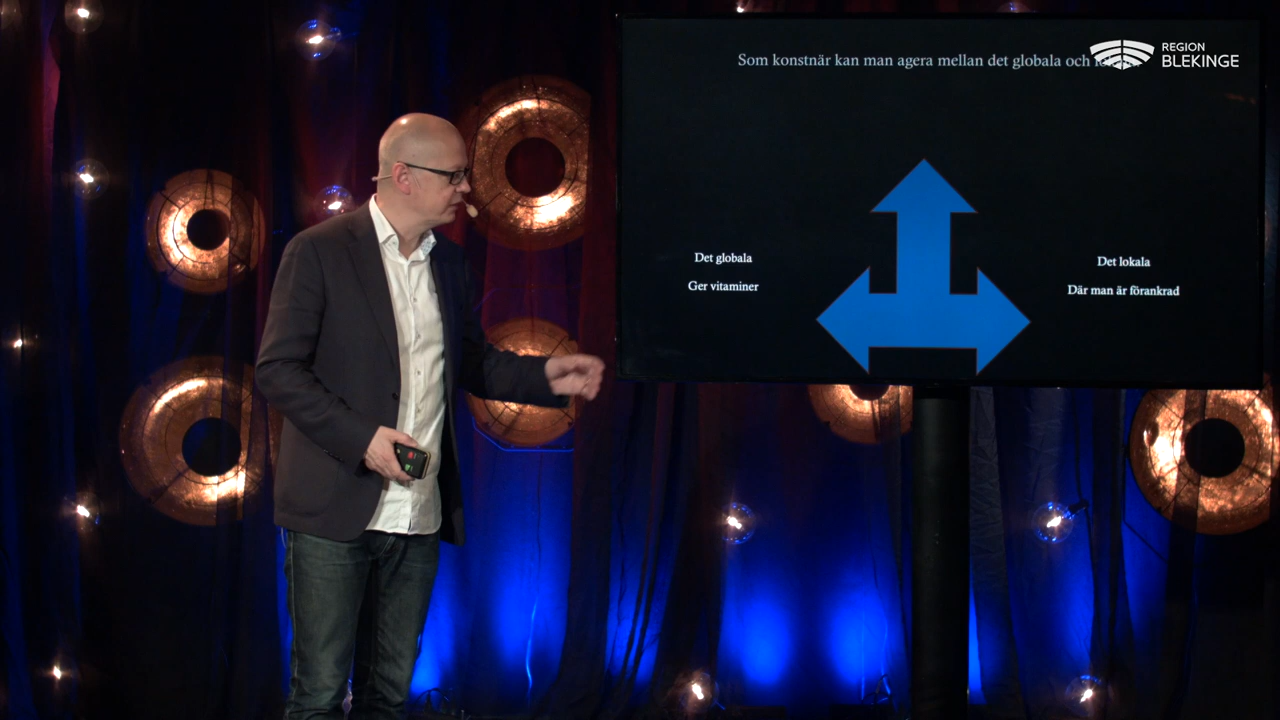 Som konstnär kan man agera mellan det globala och
REGION
BLEKINGE
Det globala
Ger vitaminer
Det lokala
Där man är förankrad